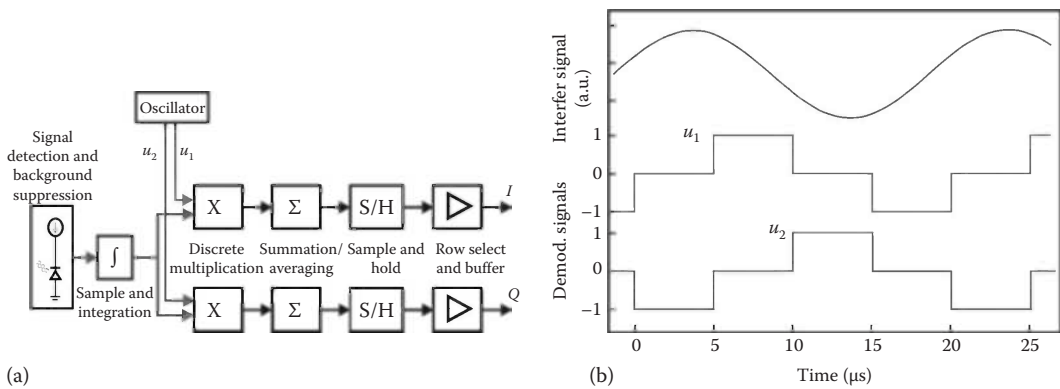 Oscillator
Signal
detection and
background
suppression
u2
u1
∫
Sample and
integration
X
Σ
S/H
I
Discrete
multiplication
Summation/
averaging
Sample and
hold
Row select
and buffer
X
Σ
S/H
Q
(a)
Interfer signal
(a.u.)
Demod. signals
1
0
−1
1
0
−1
u1
u2
0
5
10
15
20
25
Time (μs)
(b)